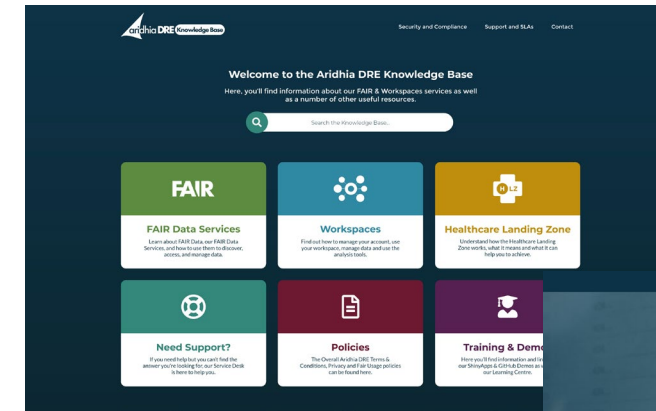 aridhia DRE Knowledge Base
Security and Compliance Support and SLAs Contact
Welcome to the Aridhia DRE Knowledge Base
Here, you'll find information about our FAIR & Workspaces services as well
as a number of other useful resources.
Search the Knowledge Base...
FAIR
FAIR Data Services
Learn about FAIR Data, our FAIR Data
Services, and how to use them to discover,
access, and manage data.
Workspaces
Find out how to manage your account, use
your workspace, manage data and use the
analysis tools.
H LZ
Healthcare Landing Zone
Understand how the Healthcare Landing
Zone works, what it means and what it can
help you to achieve.
Need Support?
If you need help but you can't find the
answer you're looking for, our Service Desk
is here to help you.
Policies
The Overall Aridhia DRE Terms &
Conditions, Privacy and Fair Usage policies
can be found here.
Training & Dem
Here you'll find information and
our ShinyApps & GitHub Demos as
our Learning Centre.